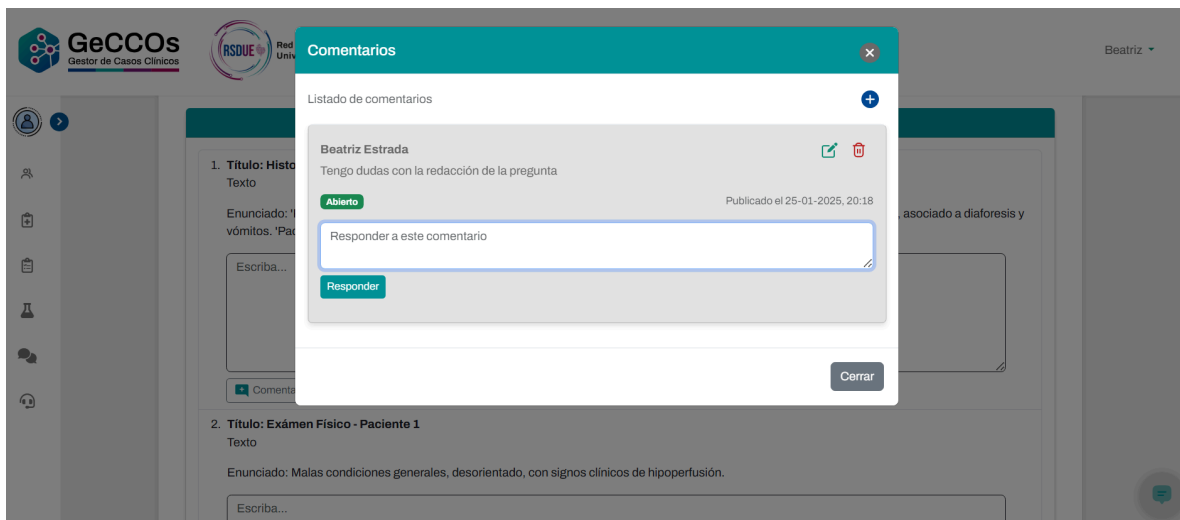 GeCCOs
Gestor de Casos Clínicos
RSDUE
Red
Univ
Comentarios
Beatriz
Listado de comentarios
Beatriz Estrada
Tengo dudas con la redacción de la pregunta
Abierto
Publicado el 25-01-2025, 20:18
Responder a este comentario
Responder
Cerrar
1. Título: Histo
Texto
Enunciado: 'I
, asociado a diaforesis y
vómitos. 'Pac
Escriba...
Comenta
2. Título: Exámen Físico - Paciente 1
Texto
Enunciado: Malas condiciones generales, desorientado, con signos clínicos de hipoperfusión.
Escriba...